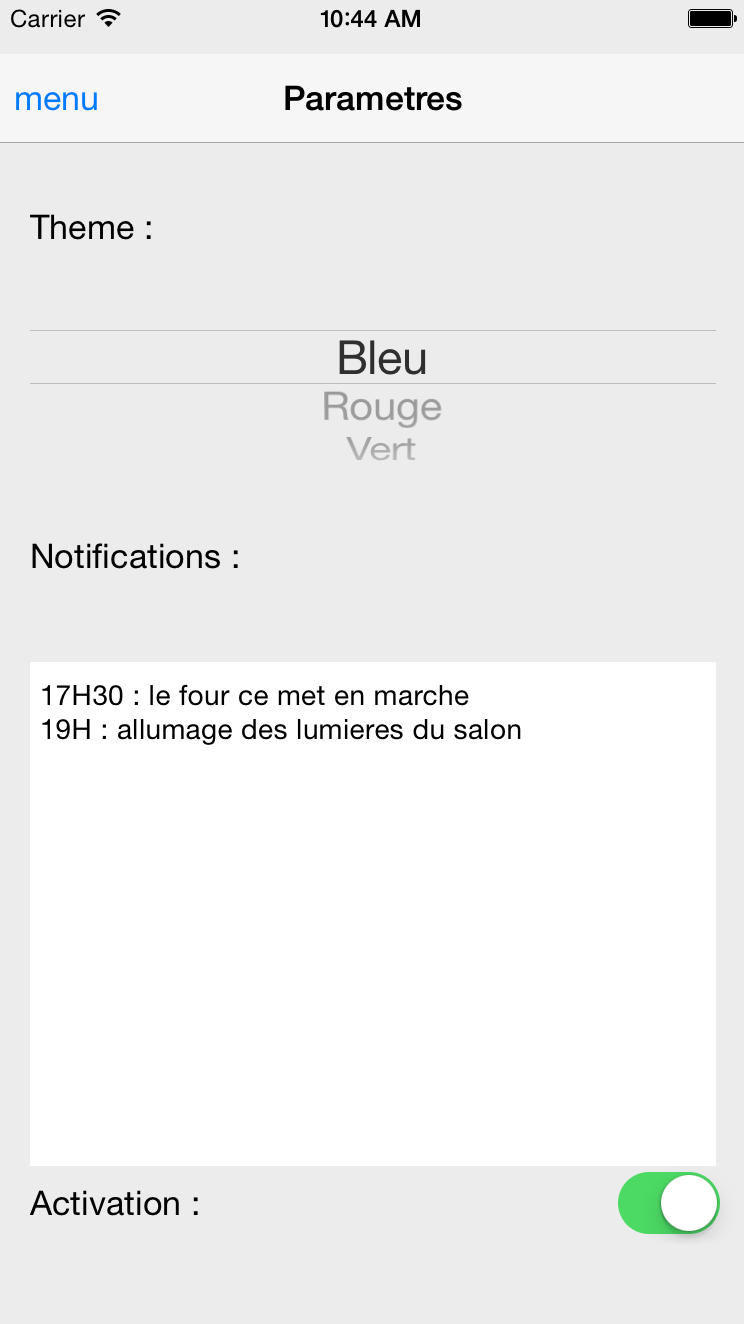 Carrier 10:44 AM
menu Parametres
Theme :
Bleu
Rouge
Vert
Notifications :
17H30 : le four ce met en marche
19H : allumage des lumieres du salon
Activation :